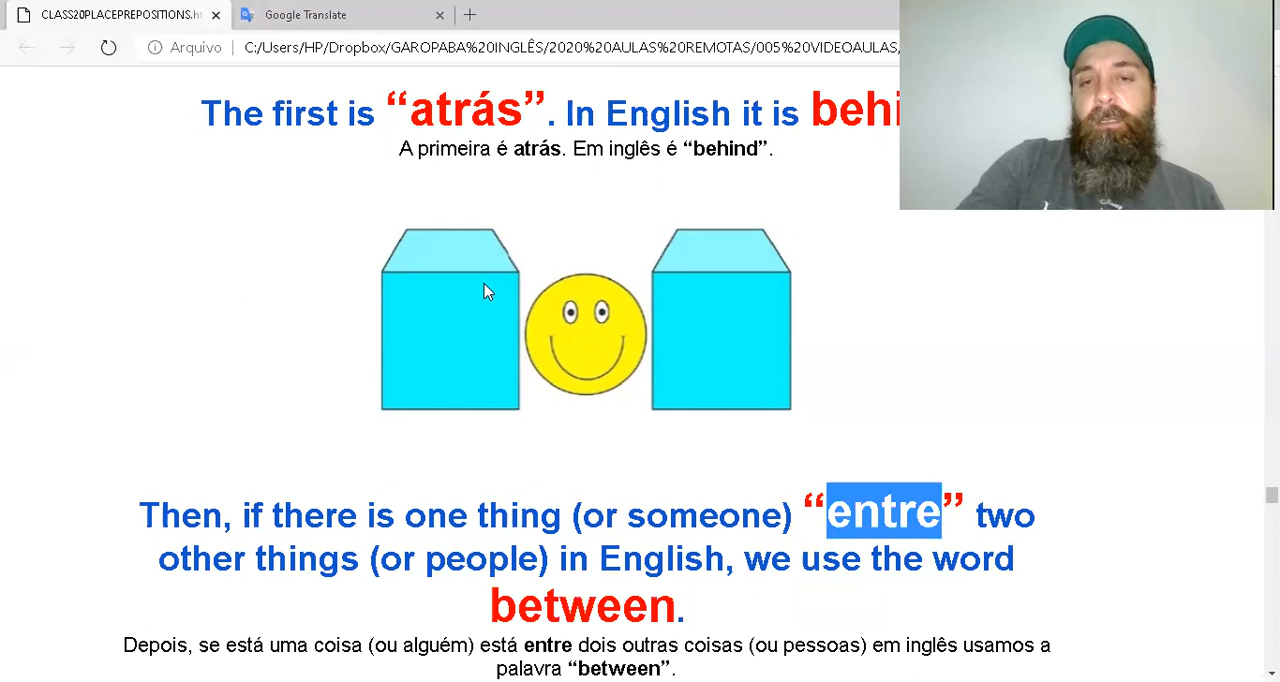 CLASS20PLACEPREPOSITIONS.h
Google Translate
Arquivo
C:/Users/HP/Dropbox/GAROPABA%20INGLÊS/2020%20AULAS%20REMOTAS/005%20VIDEOAULAS/
The first is “atrás”. In English it is behi
A primeira é atrás. Em inglês é “behind”.
Then, if there is one thing (or someone) “entre” two
other things (or people) in English, we use the word
between.
Depois, se está uma coisa (ou alguém) está entre dois outras coisas (ou pessoas) em inglês usamos a
palavra “between”.